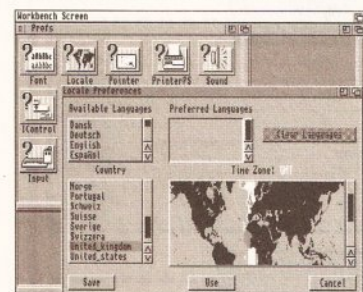 Workbench Screen
Prefs
Font
Locale
Pointer
PrinterPS
Sound
IControl
Input
Locale Preferences
Available Languages
Preferred Languages
Dansk
Deutsch
English
Español
Clear Languages
Country
Time Zone:
Norge
Portugal
Schweiz
Suisse
Sverige
Svizzera
United_kingdom
United_states
Save
Use
Cancel